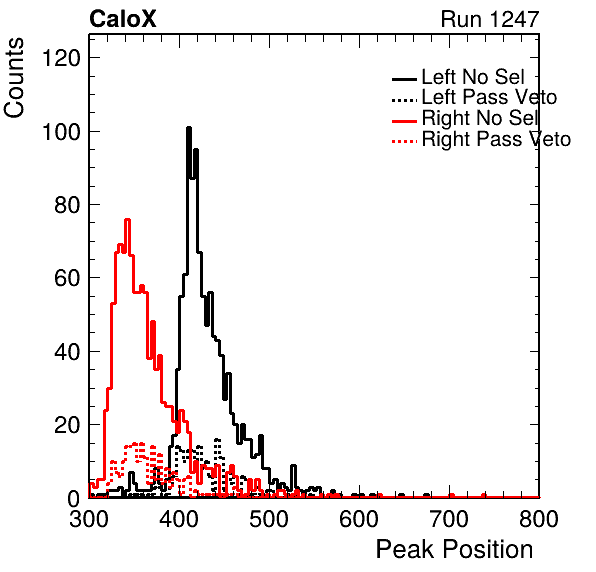 CaloX Run 1247
Counts
120
100
80
60
40
20
0
Left No Sel
Left Pass Veto
Right No Sel
Right Pass Veto
300 400 500 600 700 800
Peak Position